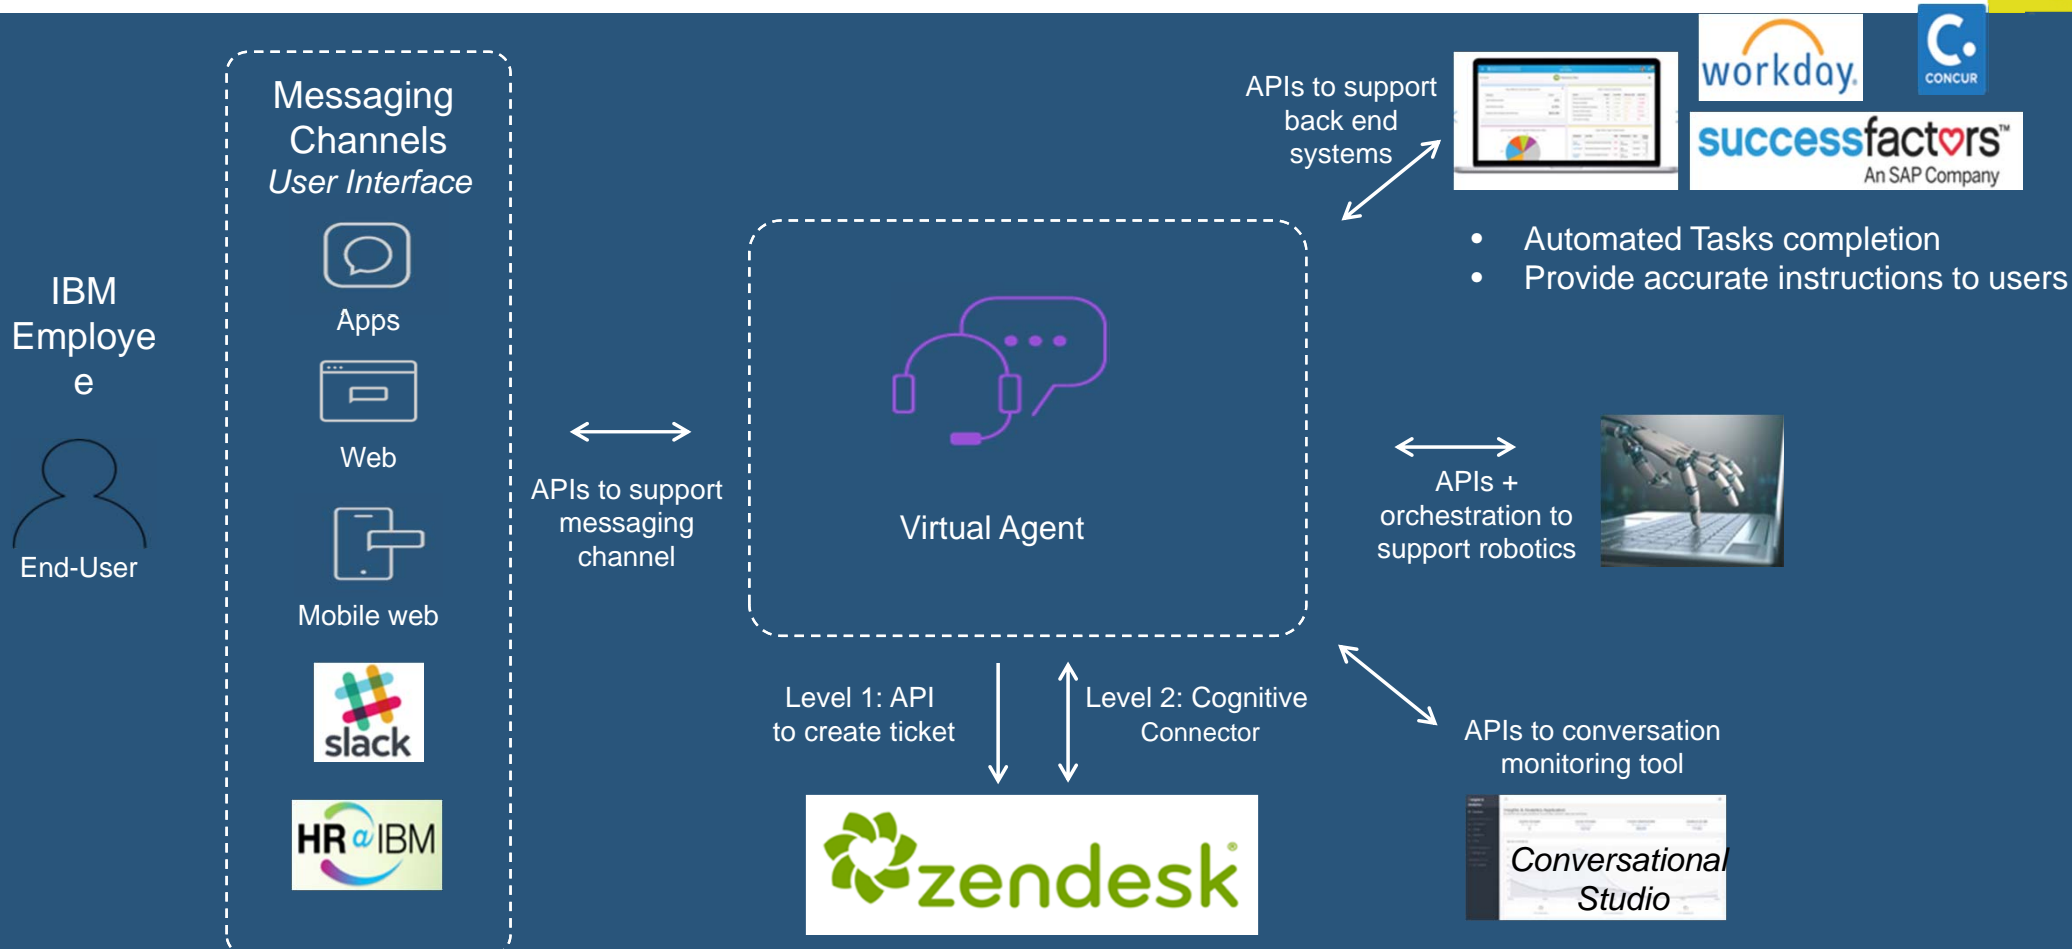 IBM
Employe
e
End-User
Messaging
Channels
User Interface
Apps
Web
Mobile web
slack
HR@IBM
APIs to support
messaging
channel
Virtual Agent
Level 1: API
to create ticket
Level 2: Cognitive
Connector
zendesk®
APIs to support
back end
systems
workday.
C.
CONCUR
successfactors™
An SAP Company
• Automated Tasks completion
• Provide accurate instructions to users
APIs +
orchestration to
support robotics
APIs to conversation
monitoring tool
Conversational
Studio